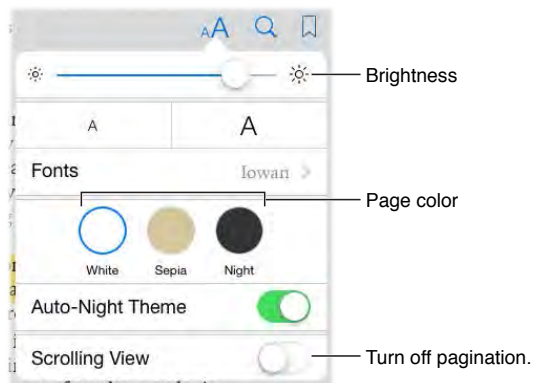 AA
Brightness
A A
Fonts Iowan >
Page color
White Sepia Night
Auto-Night Theme
Scrolling View
Turn off pagination.